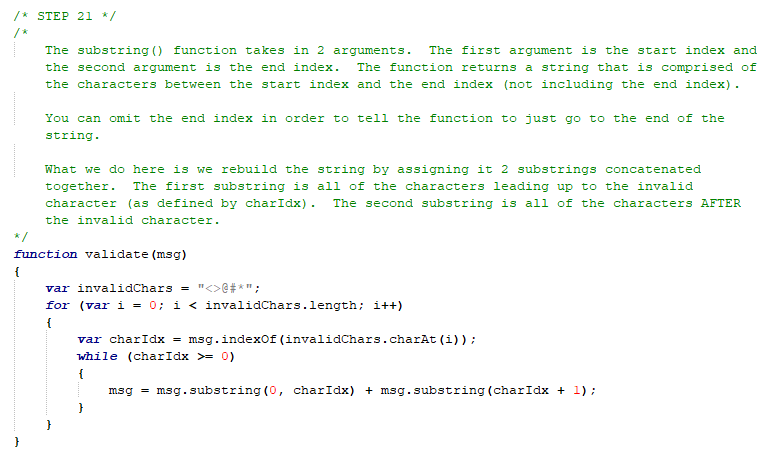 /* STEP 21 */
/*
The substring() function takes in 2 arguments.  The first argument is the start index and
the second argument is the end index.  The function returns a string that is comprised of
the characters between the start index and the end index (not including the end index).
You can omit the end index in order to tell the function to just go to the end of the
string.
What we do here is we rebuild the string by assigning it 2 substrings concatenated
together.  The first substring is all of the characters leading up to the invalid
character (as defined by charIdx).  The second substring is all of the characters AFTER
the invalid character.
*/
function validate(msg)
{
var invalidChars = "<>@#*";
for (var i = 0; i < invalidChars.length; i++)
{
var charIdx = msg.indexOf(invalidChars.charAt(i));
while (charIdx >= 0)
{
msg = msg.substring(0, charIdx) + msg.substring(charIdx + 1);
}
}
}